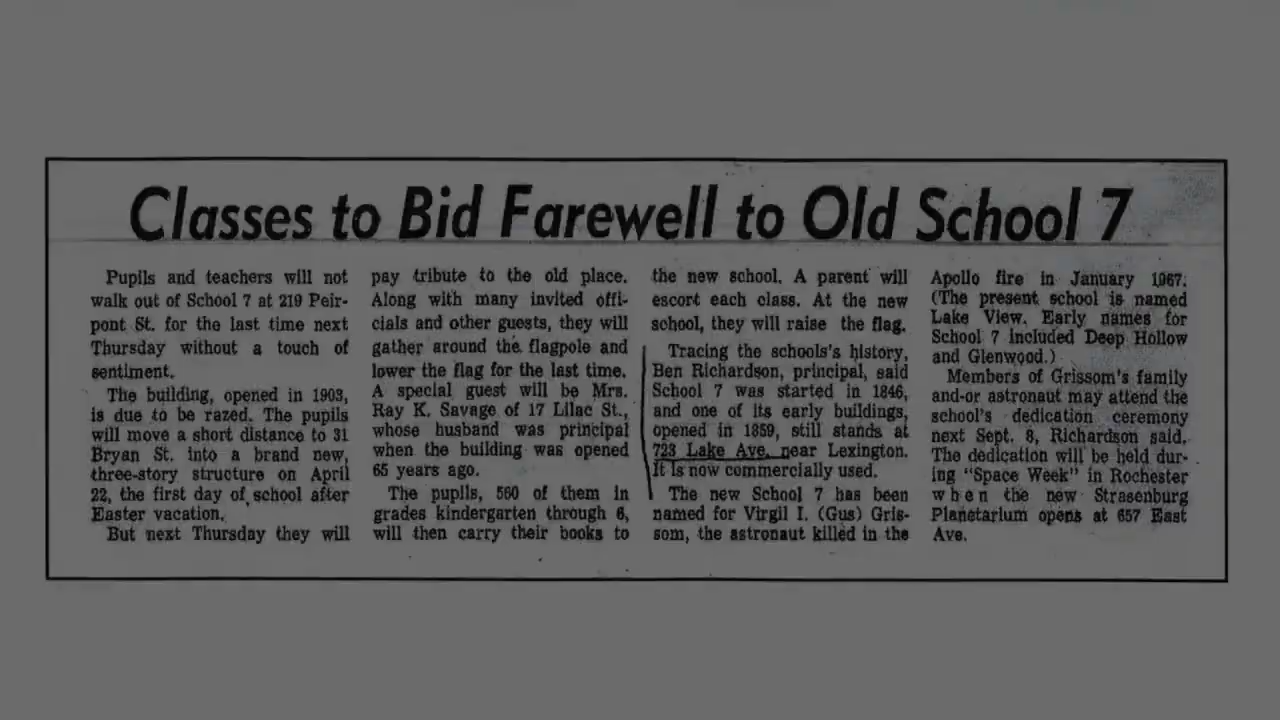 Classes to Bid Farewell to Old School 7
Pupils and teachers will not
walk out of School 7 at 219 Peir-
pont St. for the last time next
Thursday without a touch of
sentiment.
The building, opened in 1903,
is due to be razed. The pupils
will move a short distance to 31
Bryan St. into a brand new,
three-story structure on April
22, the first day of school after
Easter vacation.
But next Thursday they will
pay tribute to the old place.
Along with many invited offi-
cials and other guests, they will
gather around the flagpole and
lower the flag for the last time.
A special guest will be Mrs.
Ray K. Savage of 17 Lilac St.,
whose husband was principal
when the building was opened
65 years ago.
The pupils, 560 of them in
grades kindergarten through 6,
will then carry their books to
the new school. A parent will
escort each class. At the new
school, they will raise the flag.
Tracing the schools's history,
Ben Richardson, principal, said
School 7 was started in 1846,
and one of its early buildings,
opened in 1859, still stands at
723 Lake Ave. near Lexington.
It is now commercially used.
The new School 7 has been
named for Virgil I. (Gus) Gris-
som, the astronaut killed in the
Apollo fire in January 1967.
(The present school is named
Lake View. Early names for
School 7 included Deep Hollow
and Glenwood.)
Members of Grissom's family
and-or astronaut may attend the
school's dedication ceremony
next Sept. 8, Richardson said.
The dedication will be held dur-
ing "Space Week" in Rochester
when the new Strasenburg
Planetarium opens at 657 East
Ave.